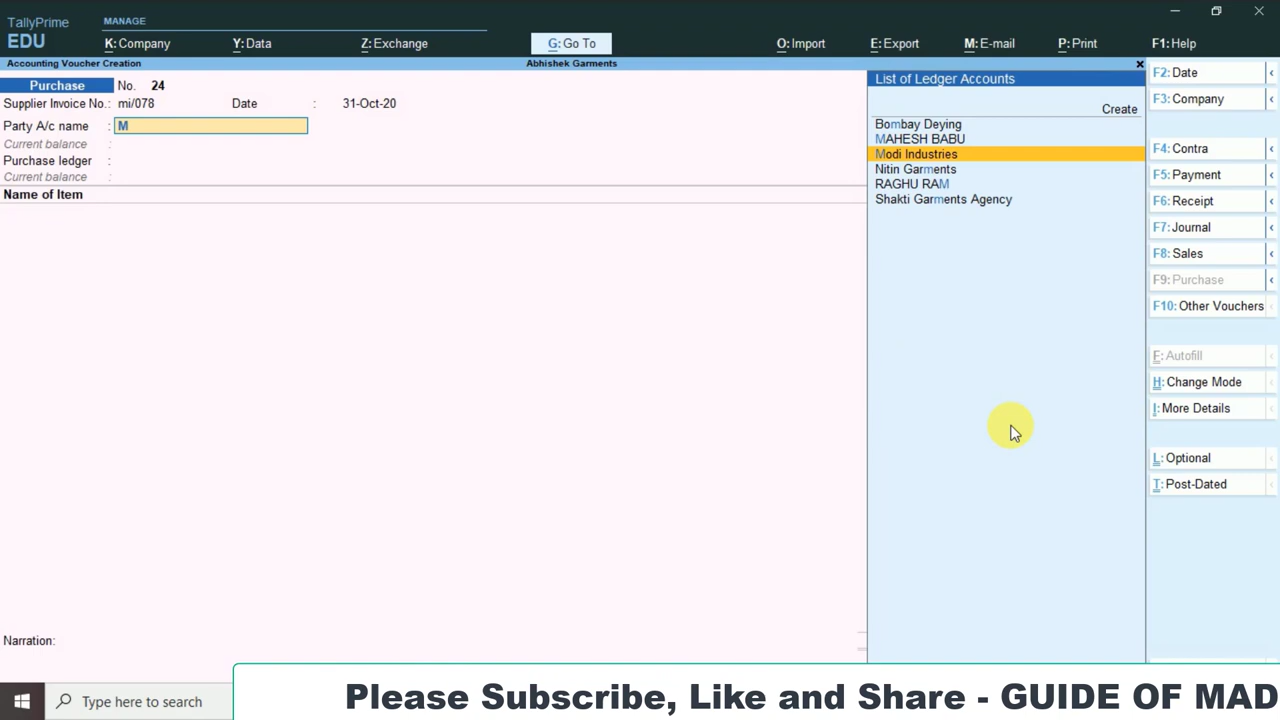 TallyPrime
EDU
MANAGE
K: Company
Y: Data
Z: Exchange
G: Go To
O: Import
E: Export
M: E-mail
P: Print
F1: Help
Accounting Voucher Creation
Abhishek Garments
Purchase No. 24
Supplier Invoice No.: mi/078 Date : 31-Oct-20
Party A/c name : M
Current balance :
Purchase ledger :
Current balance :
Name of Item
Narration:
List of Ledger Accounts
Create
Bombay Deying
MAHESH BABU
Modi Industries
Nitin Garments
RAGHU RAM
Shakti Garments Agency
F2: Date
F3: Company
F4: Contra
F5: Payment
F6: Receipt
F7: Journal
F8: Sales
F9: Purchase
F10: Other Vouchers
F: Autofill
H: Change Mode
I: More Details
L: Optional
T: Post-Dated
Type here to search
Please Subscribe, Like and Share - GUIDE OF MAD